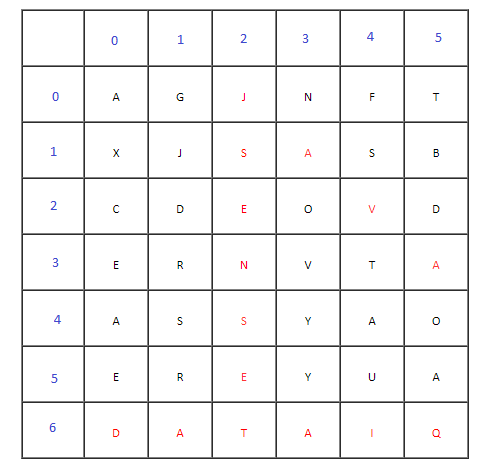 0 1 2 3 4 5
0 A G J N F T
1 X J S A S B
2 C D E O V D
3 E R N V T A
4 A S S Y A O
5 E R E Y U A
6 D A T A I Q